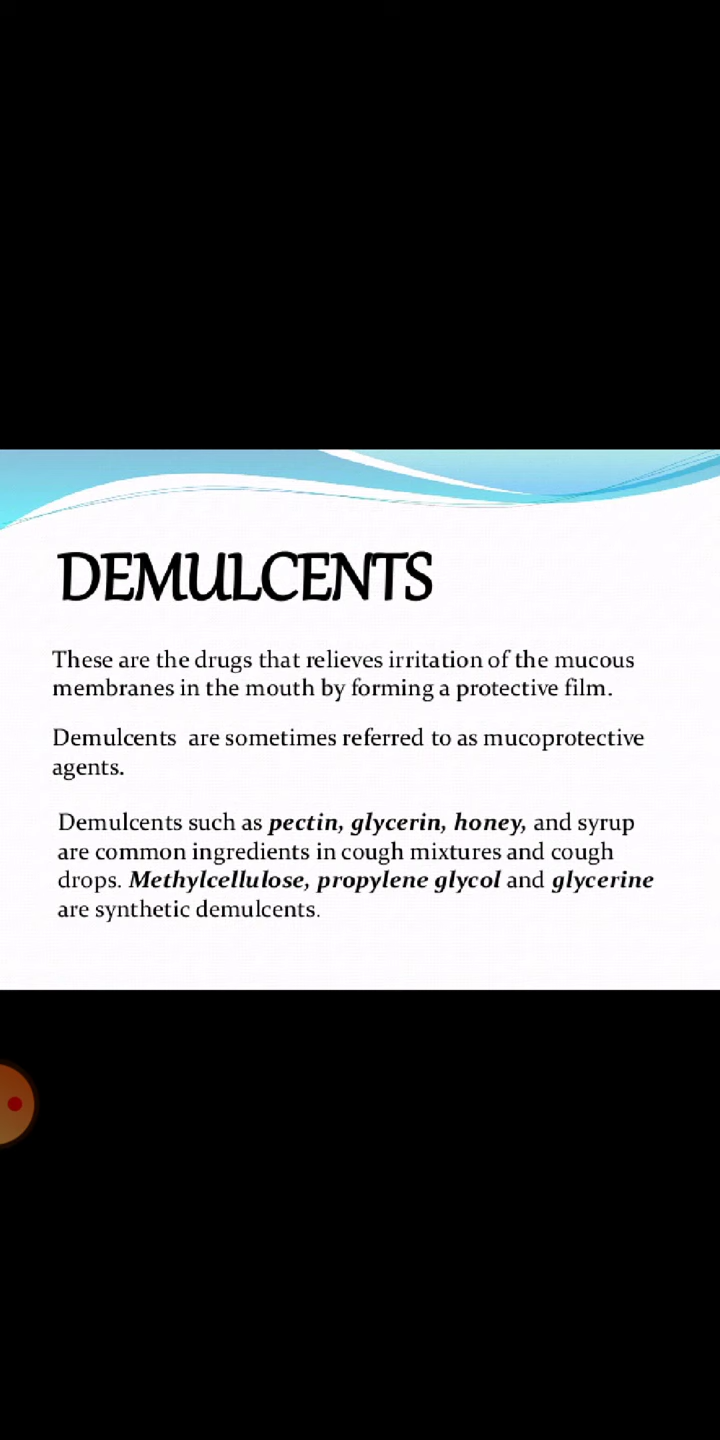 DEMULCENTS
These are the drugs that relieves irritation of the mucous
membranes in the mouth by forming a protective film.
Demulcents are sometimes referred to as mucoprotective
agents.
Demulcents such as pectin, glycerin, honey, and syrup
are common ingredients in cough mixtures and cough
drops. Methylcellulose, propylene glycol and glycerine
are synthetic demulcents.